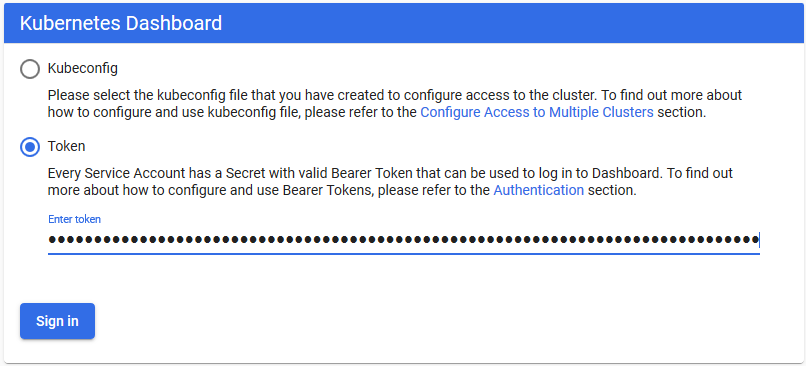 Kubernetes Dashboard
Kubeconfig
Please select the kubeconfig file that you have created to configure access to the cluster. To find out more about
how to configure and use kubeconfig file, please refer to the Configure Access to Multiple Clusters section.
Token
Every Service Account has a Secret with valid Bearer Token that can be used to log in to Dashboard. To find out
more about how to configure and use Bearer Tokens, please refer to the Authentication section.
Enter token
Sign in